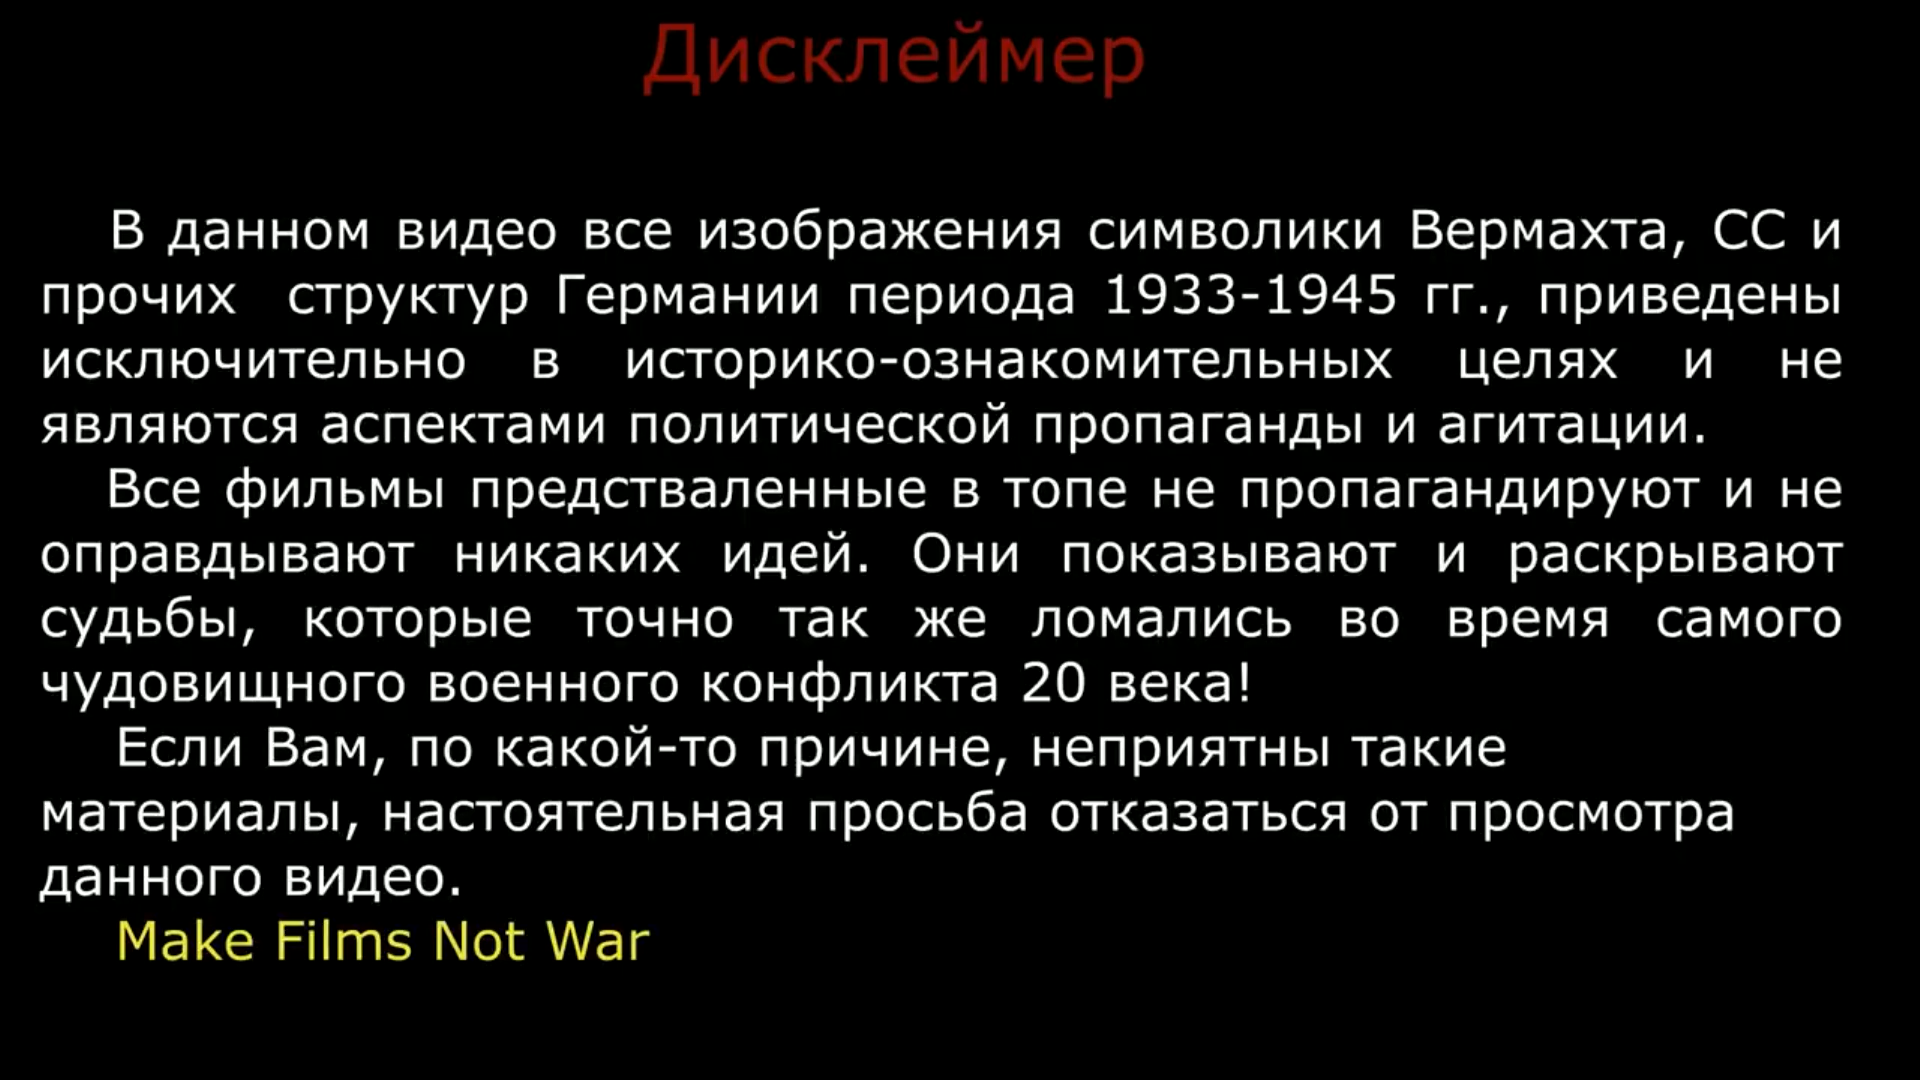 Дисклеймер
В данном видео все изображения символики Вермахта, СС и
прочих структур Германии периода 1933-1945 гг., приведены
исключительно в историко-ознакомительных целях и не
являются аспектами политической пропаганды и агитации.
Все фильмы предстваленные в топе не пропагандируют и не
оправдывают никаких идей. Они показывают и раскрывают
судьбы, которые точно так же ломались во время самого
чудовищного военного конфликта 20 века!
Если Вам, по какой-то причине, неприятны такие
материалы, настоятельная просьба отказаться от просмотра
данного видео.
Make Films Not War